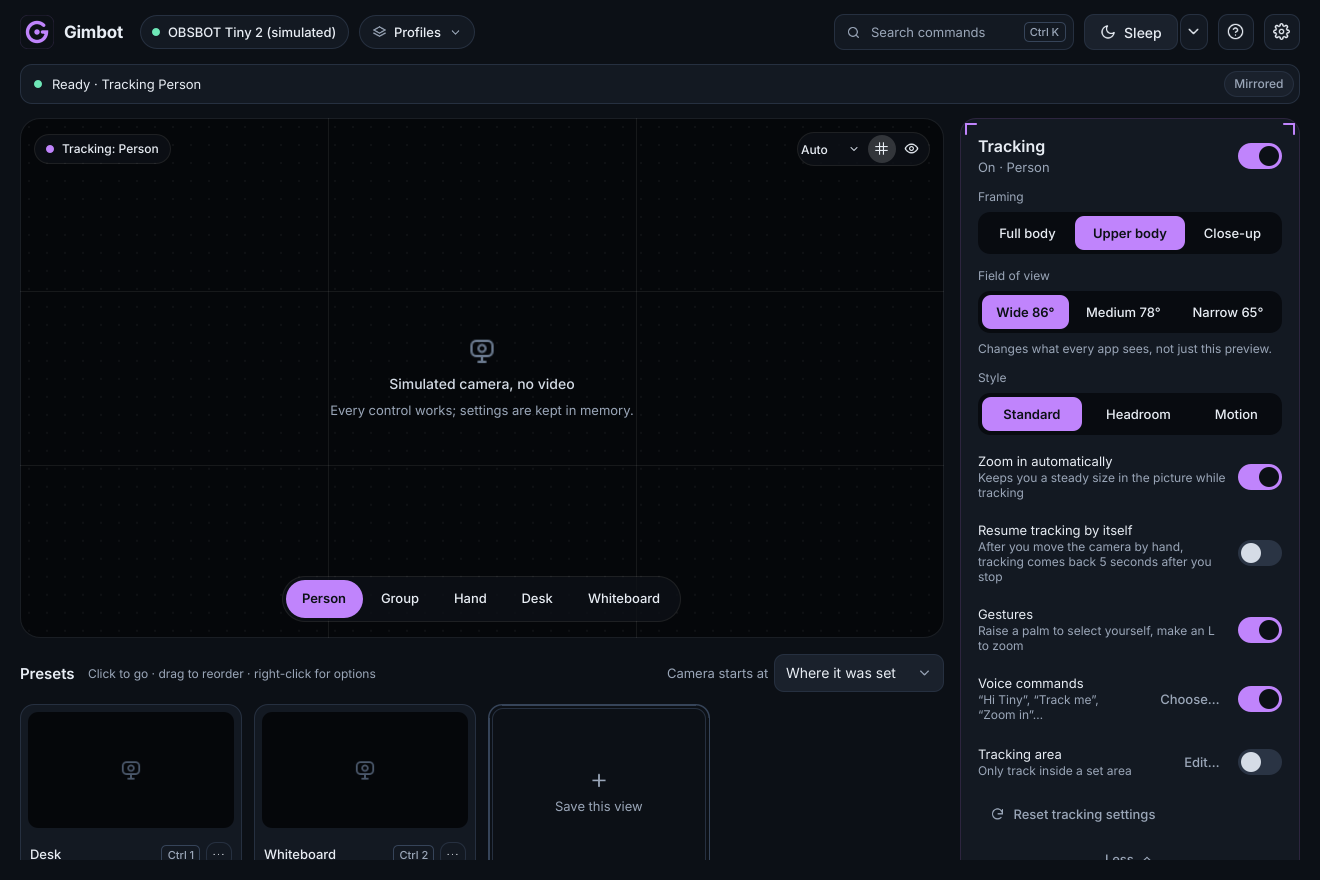 Gimbot
OBSBOT Tiny 2 (simulated)
Profiles
Search commands
Ctrl K
Sleep
Ready · Tracking Person
Mirrored
Tracking: Person
Auto
Simulated camera, no video
Every control works; settings are kept in memory.
Person
Group
Hand
Desk
Whiteboard
Presets
Click to go · drag to reorder · right-click for options
Camera starts at
Where it was set
Save this view
Desk
Ctrl 1
Whiteboard
Ctrl 2
Tracking
On · Person
Framing
Full body
Upper body
Close-up
Field of view
Wide 86°
Medium 78°
Narrow 65°
Changes what every app sees, not just this preview.
Style
Standard
Headroom
Motion
Zoom in automatically
Keeps you a steady size in the picture while
tracking
Resume tracking by itself
After you move the camera by hand,
tracking comes back 5 seconds after you
stop
Gestures
Raise a palm to select yourself, make an L
to zoom
Voice commands
“Hi Tiny”, “Track me”,
“Zoom in”…
Choose…
Tracking area
Only track inside a set area
Edit…
Reset tracking settings
Less